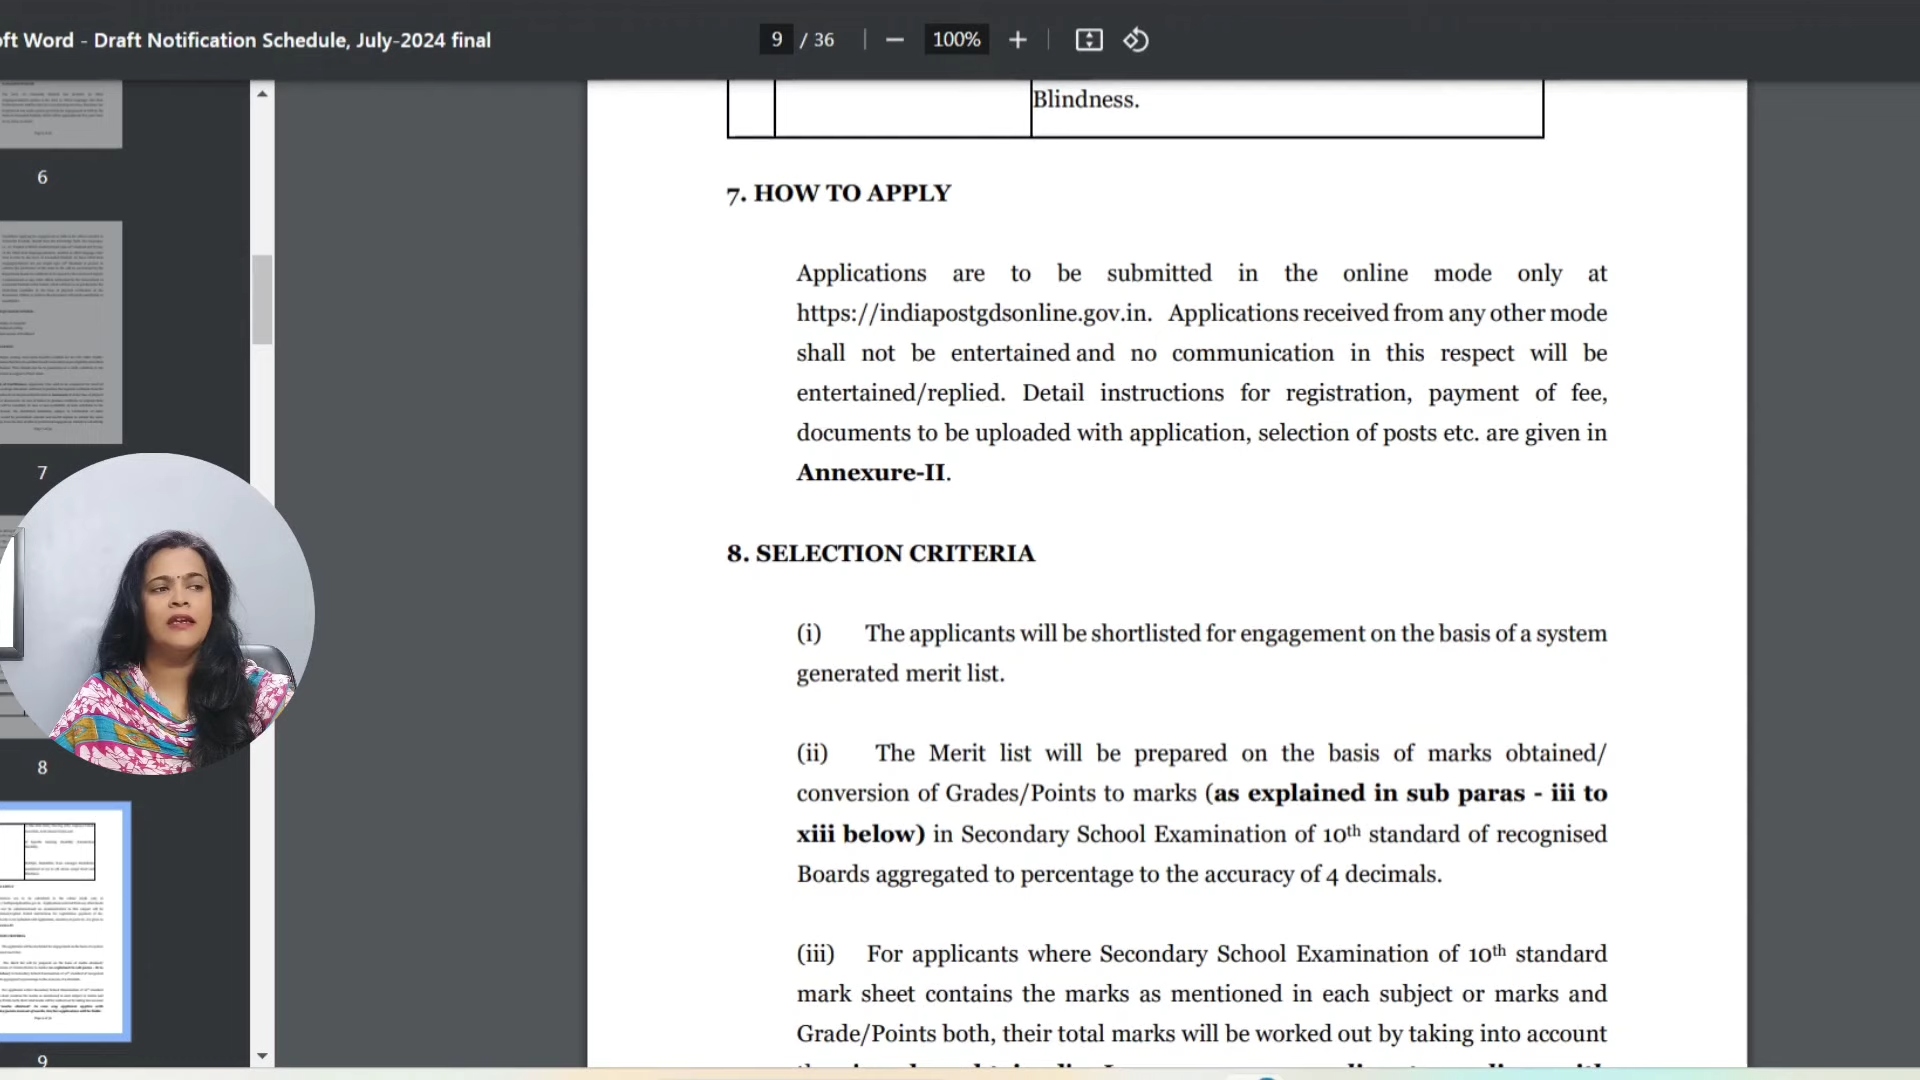 oft Word - Draft Notification Schedule, July-2024 final
9 / 36
100%
6
7
8
9
Blindness.
7. HOW TO APPLY
Applications are to be submitted in the online mode only at
https://indiapostgdsonline.gov.in. Applications received from any other mode
shall not be entertained and no communication in this respect will be
entertained/replied. Detail instructions for registration, payment of fee,
documents to be uploaded with application, selection of posts etc. are given in
Annexure-II.
8. SELECTION CRITERIA
(i) The applicants will be shortlisted for engagement on the basis of a system
generated merit list.
(ii) The Merit list will be prepared on the basis of marks obtained/
conversion of Grades/Points to marks (as explained in sub paras - iii to
xiii below) in Secondary School Examination of 10th standard of recognised
Boards aggregated to percentage to the accuracy of 4 decimals.
(iii) For applicants where Secondary School Examination of 10th standard
mark sheet contains the marks as mentioned in each subject or marks and
Grade/Points both, their total marks will be worked out by taking into account